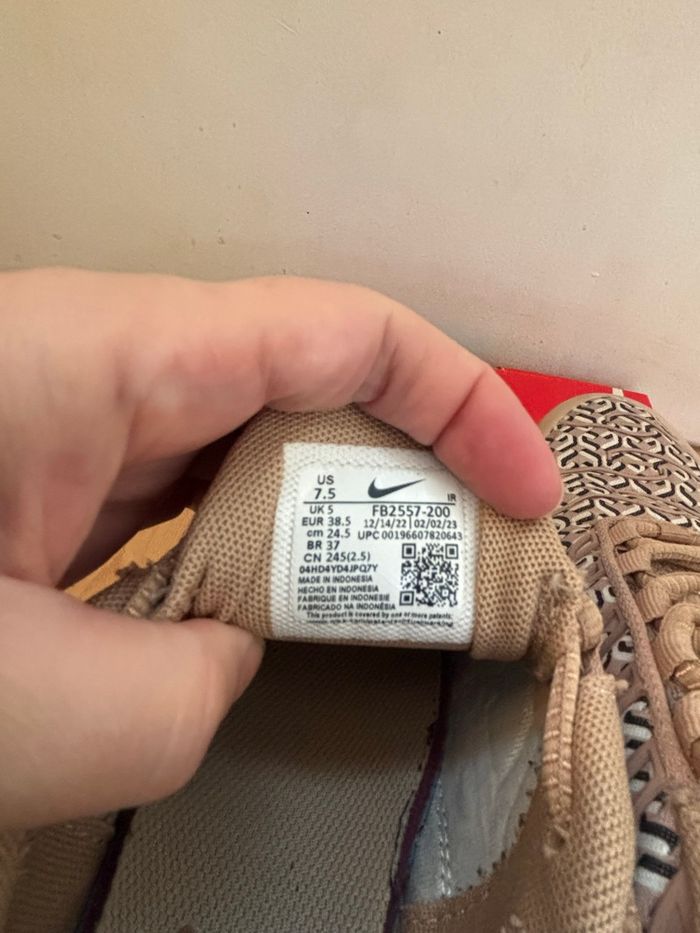 US
7.5
IR
UK 5
FB2557-200
EUR 38.5
12/14/22 | 02/02/23
cm 24.5
UPC 00196607820643
BR 37
CN 245(2.5)
04HD4YD4JPQ7Y
MADE IN INDONESIA
HECHO EN INDONESIA
FABRIQUE EN INDONESIE
FABRICADO NA INDONÉSIA
This product is covered by one or more patents: